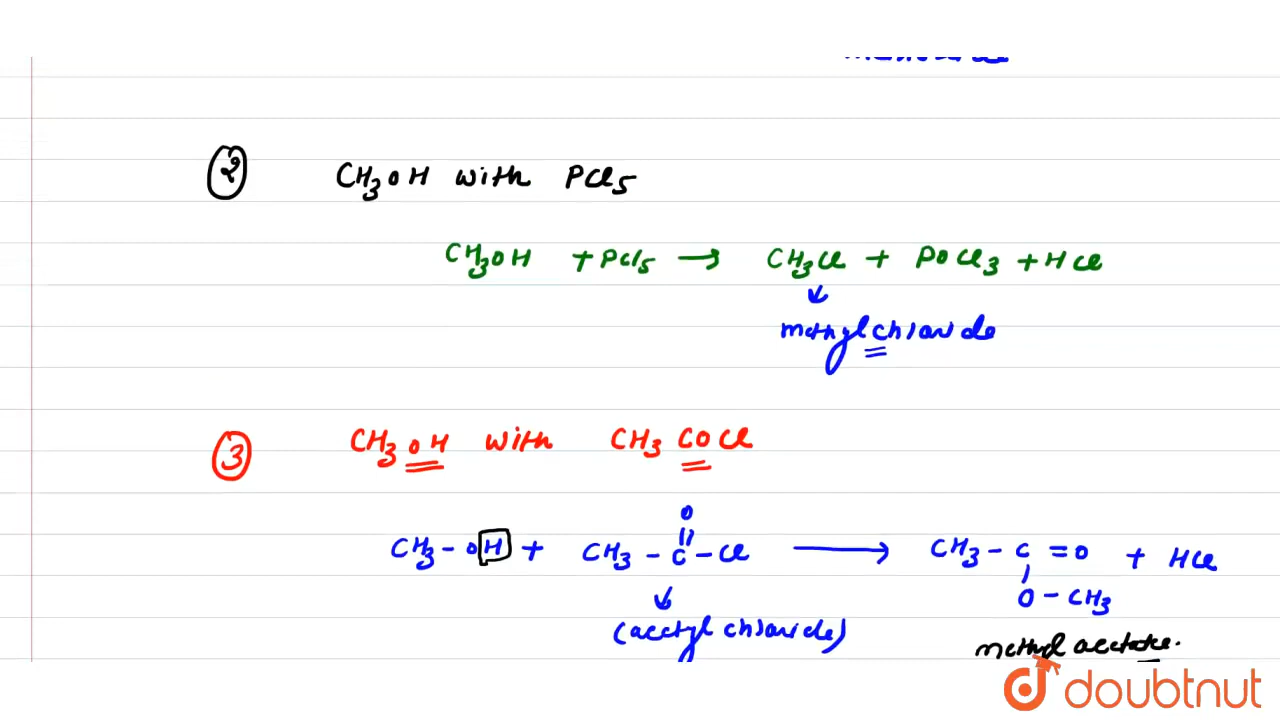 2 CH3OH with PCl5
CH3OH + PCl5 → CH3Cl + POCl3 + HCl
↓
methyl chloride
3 CH3OH with CH3COCl
O
||
CH3 - OH + CH3 - C - Cl ⟶ CH3 - C = O + HCl
|
↓ O - CH3
(acetyl chloride)
methyl acetate.
doubtnut